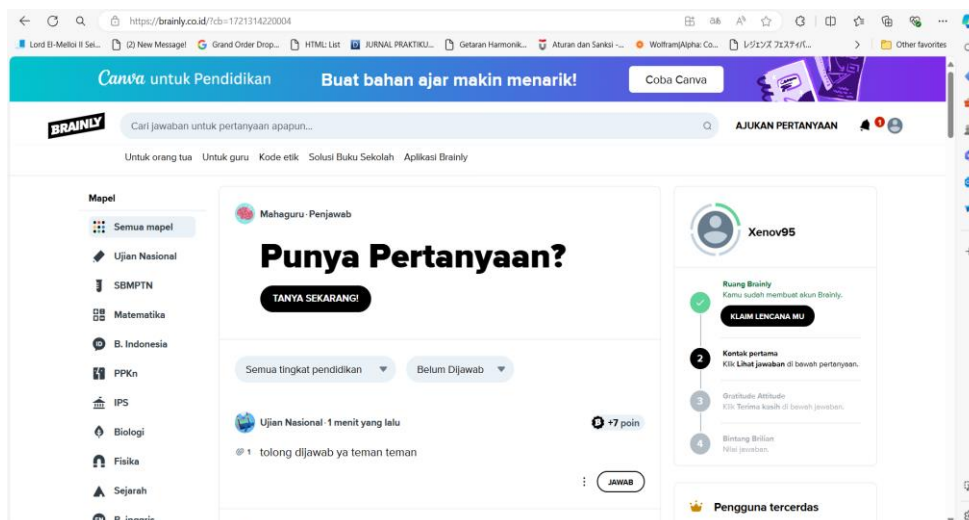 https://brainly.co.id/?cb=1721314220004
Lord El-Melloi II Sei...
(2) New Message!
Grand Order Drop...
HTML: List
JURNAL PRAKTIKU...
Getaran Harmonik...
Aturan dan Sanksi -...
Wolfram|Alpha: Co...
レジェンズ フェスティバ...
Other favorites
Canva untuk Pendidikan
Buat bahan ajar makin menarik!
Coba Canva
BRAINLY
Cari jawaban untuk pertanyaan apapun...
AJUKAN PERTANYAAN
1
Untuk orang tua Untuk guru Kode etik Solusi Buku Sekolah Aplikasi Brainly
Mapel
Semua mapel
Ujian Nasional
SBMPTN
Matematika
B. Indonesia
PPKn
IPS
Biologi
Fisika
Sejarah
B. inggris
Mahaguru · Penjawab
Punya Pertanyaan?
TANYA SEKARANG!
Semua tingkat pendidikan
Belum Dijawab
Ujian Nasional · 1 menit yang lalu
+7 poin
1 tolong dijawab ya teman teman
JAWAB
Xenov95
Ruang Brainly
Kamu sudah membuat akun Brainly.
KLAIM LENCANA MU
2
Kontak pertama
Klik Lihat jawaban di bawah pertanyaan.
3
Gratitude Attitude
Klik Terima kasih di bawah jawaban.
4
Bintang Brilian
Nilai jawaban.
Pengguna tercerdas